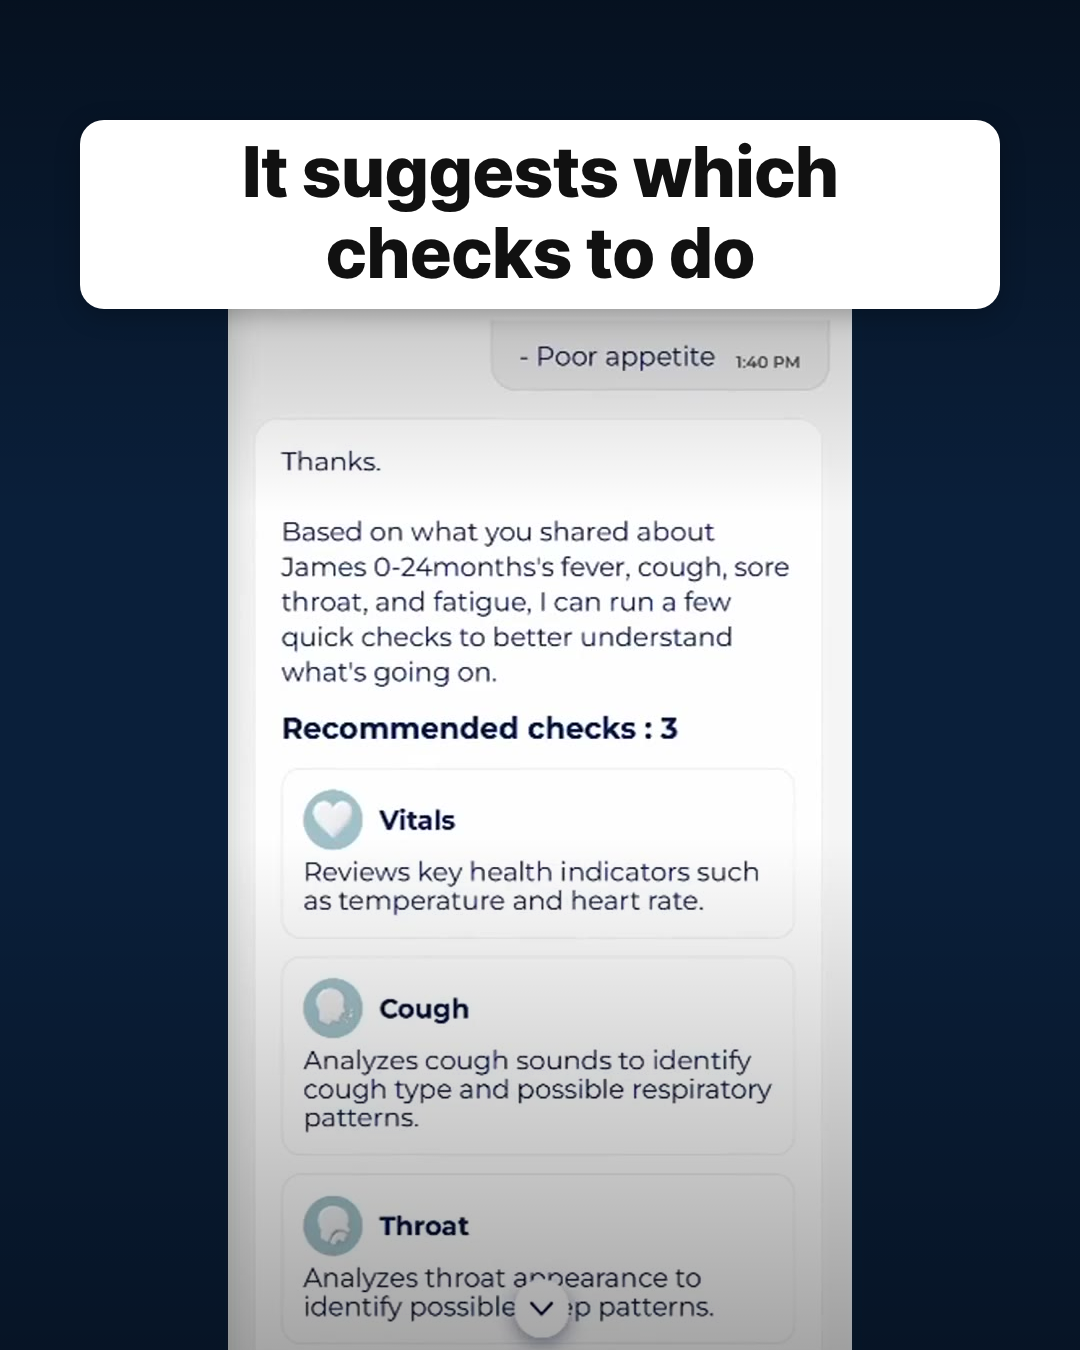 It suggests which
checks to do
- Poor appetite 1:40 PM
Thanks.
Based on what you shared about
James 0-24months's fever, cough, sore
throat, and fatigue, I can run a few
quick checks to better understand
what's going on.
Recommended checks : 3
Vitals
Reviews key health indicators such
as temperature and heart rate.
Cough
Analyzes cough sounds to identify
cough type and possible respiratory
patterns.
Throat
Analyzes throat appearance to
identify possible patterns.